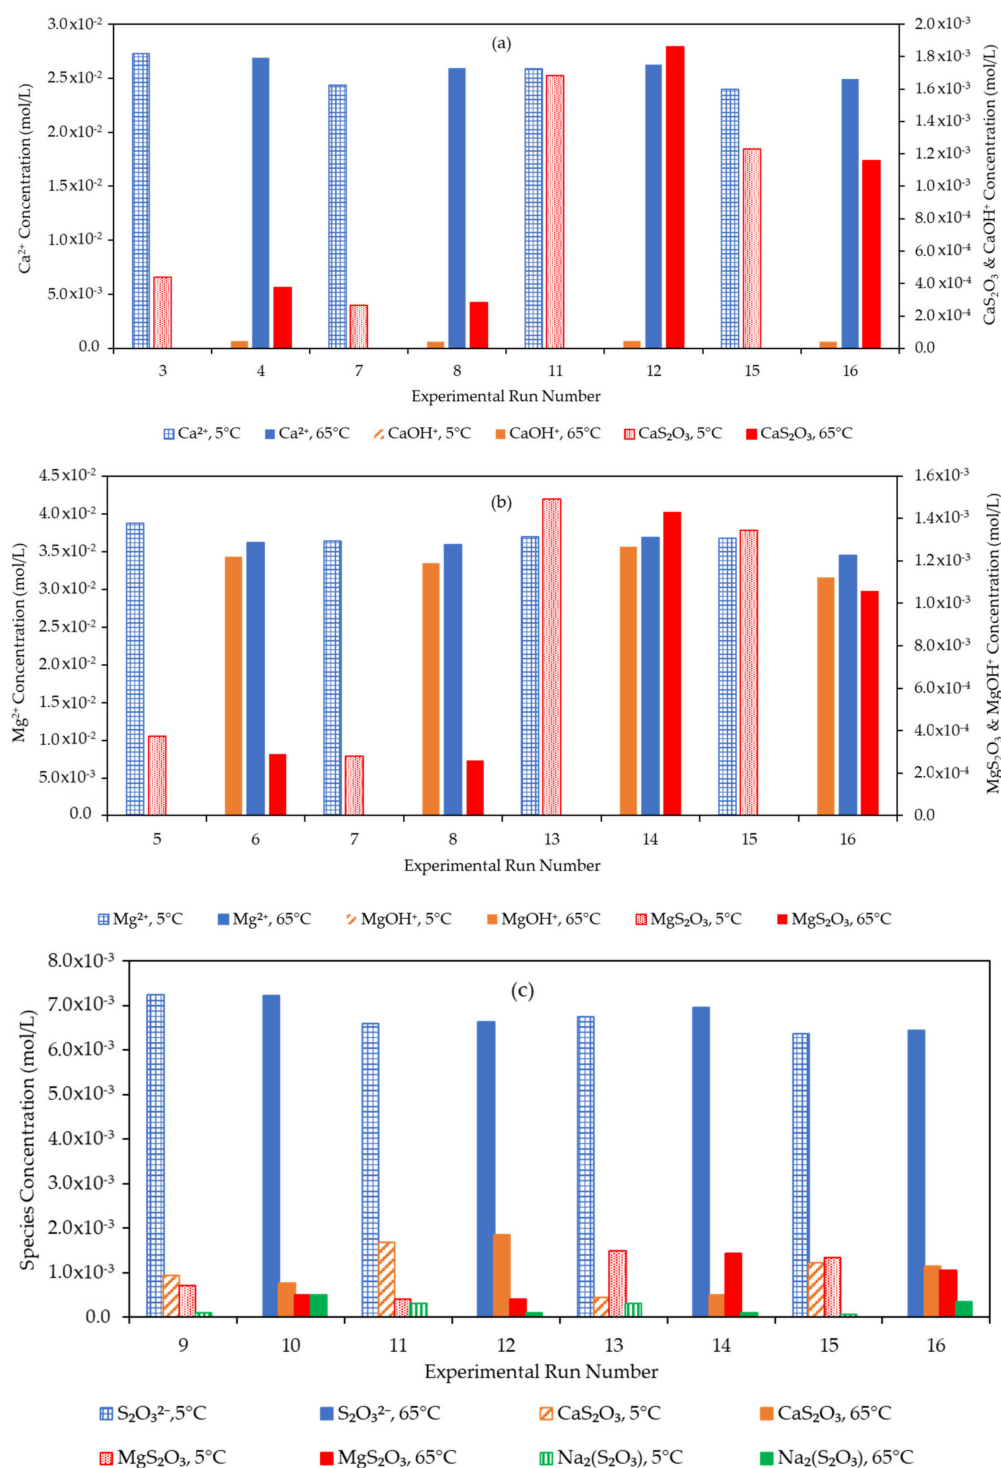 (a)
Ca²⁺ Concentration (mol/L)
3.0x10⁻²
2.5x10⁻²
2.0x10⁻²
1.5x10⁻²
1.0x10⁻²
5.0x10⁻³
0.0
2.0x10⁻³
1.8x10⁻³
1.6x10⁻³
1.4x10⁻³
1.2x10⁻³
1.0x10⁻³
8.0x10⁻⁴
6.0x10⁻⁴
4.0x10⁻⁴
2.0x10⁻⁴
0.0
CaS₂O₃ & CaOH⁺ Concentration (mol/L)
3 4 7 8 11 12 15 16
Experimental Run Number
Ca²⁺, 5°C Ca²⁺, 65°C CaOH⁺, 5°C CaOH⁺, 65°C CaS₂O₃, 5°C CaS₂O₃, 65°C
(b)
Mg²⁺ Concentration (mol/L)
4.5x10⁻²
4.0x10⁻²
3.5x10⁻²
3.0x10⁻²
2.5x10⁻²
2.0x10⁻²
1.5x10⁻²
1.0x10⁻²
5.0x10⁻³
0.0
1.6x10⁻³
1.4x10⁻³
1.2x10⁻³
1.0x10⁻³
8.0x10⁻⁴
6.0x10⁻⁴
4.0x10⁻⁴
2.0x10⁻⁴
0.0
MgS₂O₃ & MgOH⁺ Concentration (mol/L)
5 6 7 8 13 14 15 16
Experimental Run Number
Mg²⁺, 5°C Mg²⁺, 65°C MgOH⁺, 5°C MgOH⁺, 65°C MgS₂O₃, 5°C MgS₂O₃, 65°C
(c)
Species Concentration (mol/L)
8.0x10⁻³
7.0x10⁻³
6.0x10⁻³
5.0x10⁻³
4.0x10⁻³
3.0x10⁻³
2.0x10⁻³
1.0x10⁻³
0.0
9 10 11 12 13 14 15 16
Experimental Run Number
S₂O₃²⁻,5°C S₂O₃²⁻, 65°C CaS₂O₃, 5°C CaS₂O₃, 65°C
MgS₂O₃, 5°C MgS₂O₃, 65°C Na₂(S₂O₃), 5°C Na₂(S₂O₃), 65°C